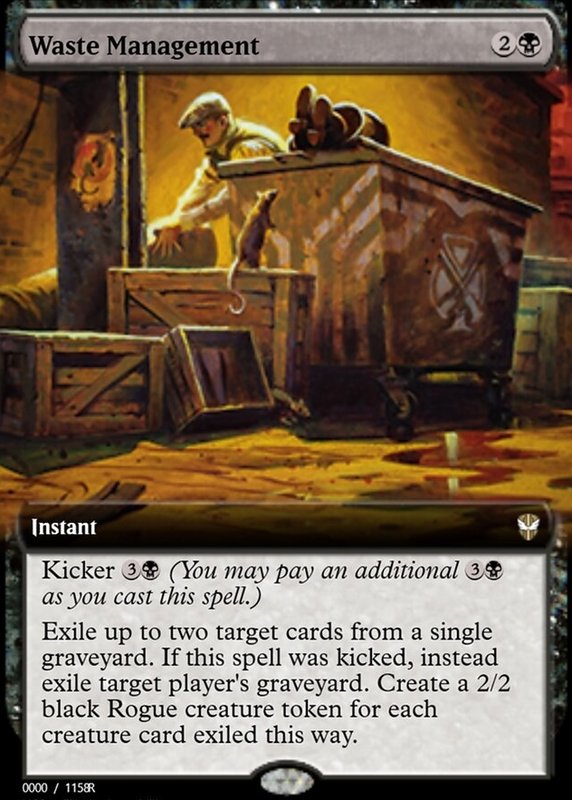 Waste Management 2
Instant
Kicker 3 (You may pay an additional 3
as you cast this spell.)
Exile up to two target cards from a single
graveyard. If this spell was kicked, instead
exile target player's graveyard. Create a 2/2
black Rogue creature token for each
creature card exiled this way.
0000 / 1158R